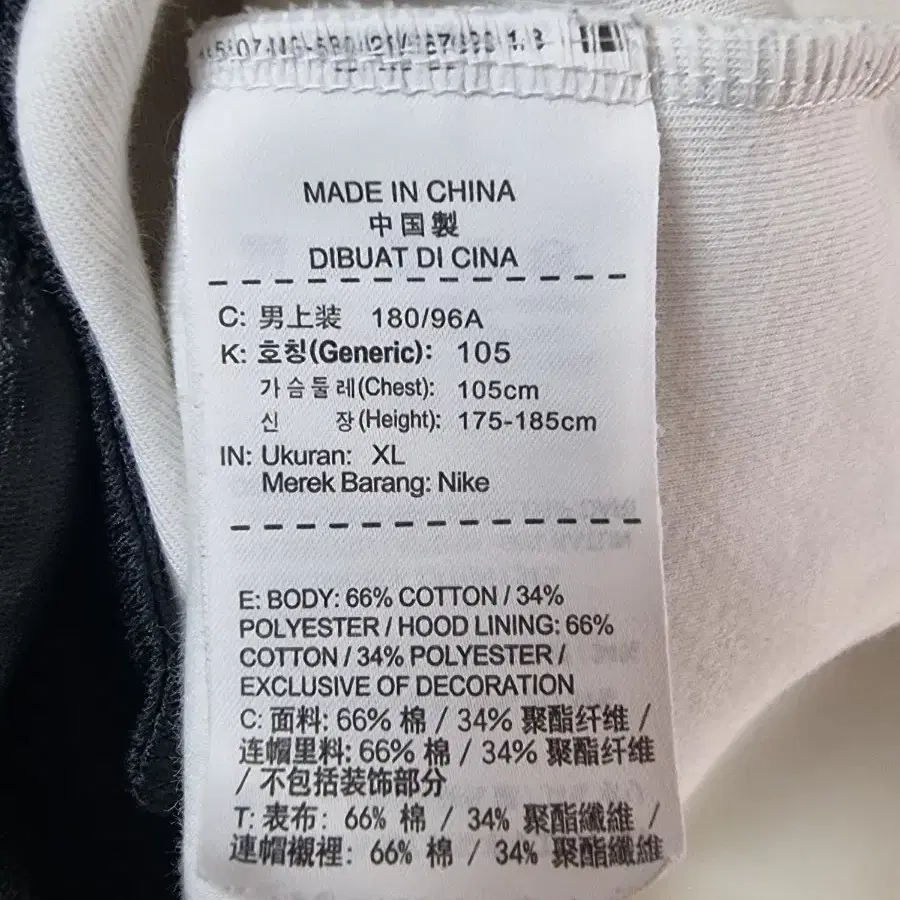 MADE IN CHINA
中国製
DIBUAT DI CINA
C: 男上装 180/96A
K: 호칭(Generic): 105
가슴둘레(Chest): 105cm
신 장(Height): 175-185cm
IN: Ukuran: XL
Merek Barang: Nike
E: BODY: 66% COTTON / 34%
POLYESTER / HOOD LINING: 66%
COTTON / 34% POLYESTER /
EXCLUSIVE OF DECORATION
C: 面料: 66% 棉 / 34% 聚酯纤维 /
连帽里料: 66% 棉 / 34% 聚酯纤维
/ 不包括装饰部分
T: 表布: 66% 棉 / 34% 聚酯纖維 /
連帽襯裡: 66% 棉 / 34% 聚酯纖維